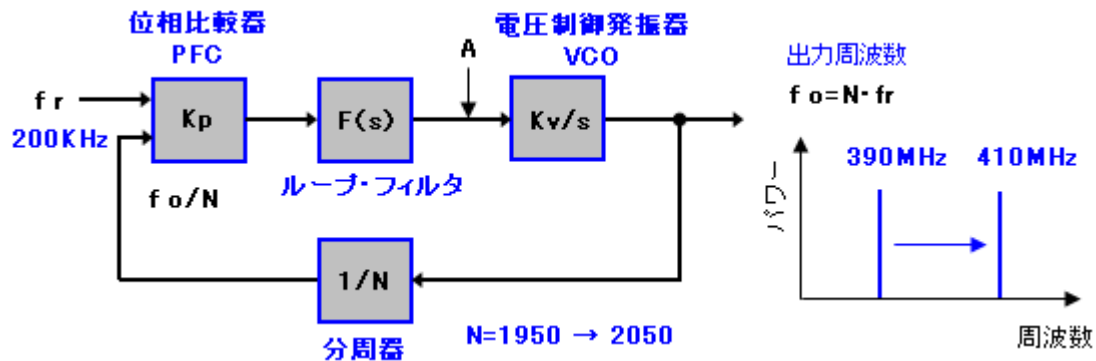 位相比較器
PFC
電圧制御発振器
VCO
A
出力周波数
fo=N・fr
fr
200KHz
Kp
F(s)
Kv/s
ループ・フィルタ
fo/N
1/N
分周器
N=1950 → 2050
390MHz
410MHz
パワー
周波数